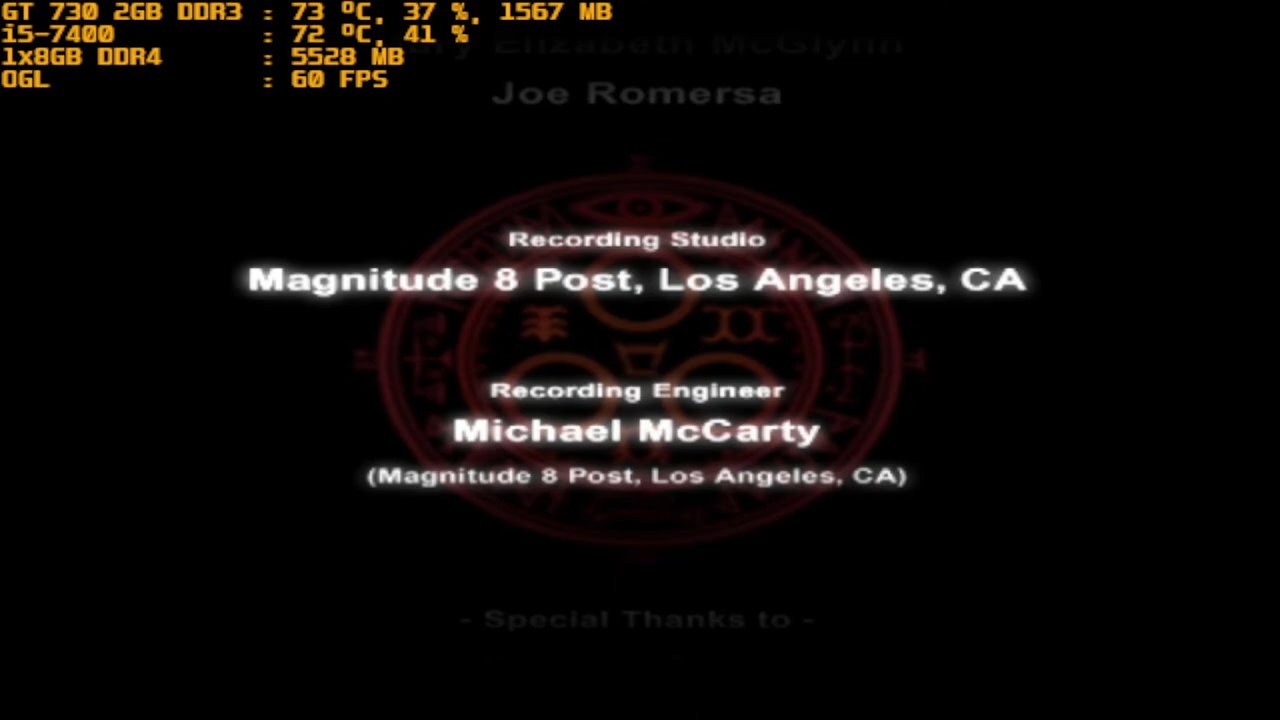 GT 730 2GB DDR3 : 73 ºC, 37 %, 1567 MB
i5-7400 : 72 ºC, 41 %
1x8GB DDR4 : 5528 MB
OGL : 60 FPS
Elizabeth McGlynn
Joe Romersa
Recording Studio
Magnitude 8 Post, Los Angeles, CA
Recording Engineer
Michael McCarty
(Magnitude 8 Post, Los Angeles, CA)
- Special Thanks to -